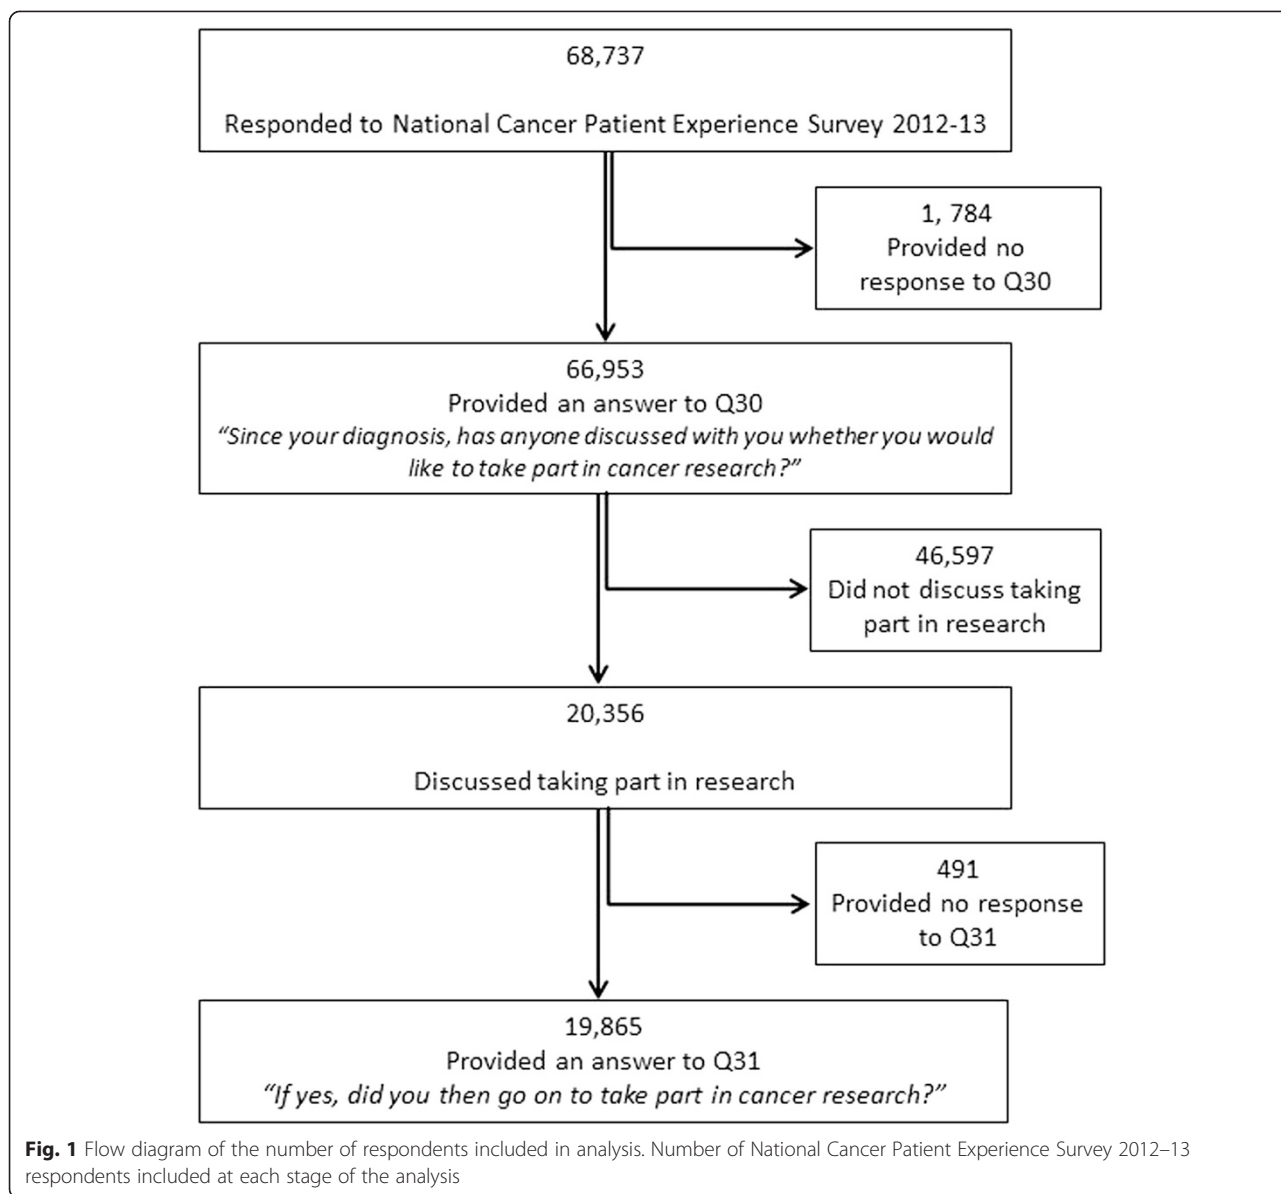 68,737
Responded to National Cancer Patient Experience Survey 2012-13
1, 784
Provided no
response to Q30
66,953
Provided an answer to Q30
“Since your diagnosis, has anyone discussed with you whether you would
like to take part in cancer research?”
46,597
Did not discuss taking
part in research
20,356
Discussed taking part in research
491
Provided no response
to Q31
19,865
Provided an answer to Q31
“If yes, did you then go on to take part in cancer research?”
Fig. 1 Flow diagram of the number of respondents included in analysis. Number of National Cancer Patient Experience Survey 2012–13
respondents included at each stage of the analysis